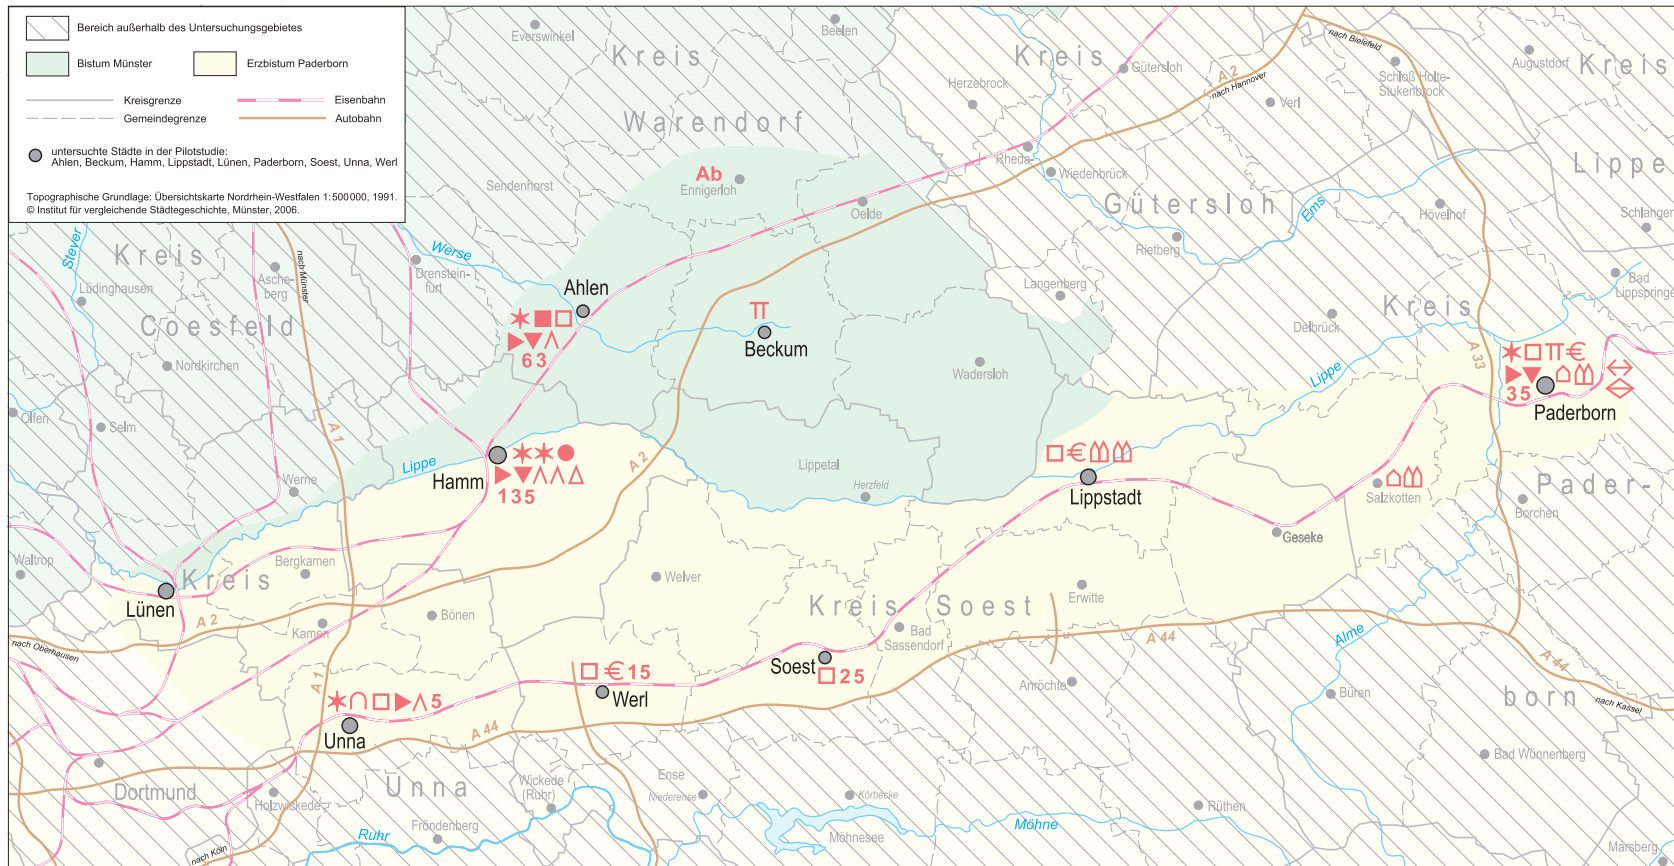 Bereich außerhalb des Untersuchungsgebietes
Bistum Münster
Erzbistum Paderborn
Kreisgrenze
Eisenbahn
Gemeindegrenze
Autobahn
untersuchte Städte in der Pilotstudie:
Ahlen, Beckum, Hamm, Lippstadt, Lünen, Paderborn, Soest, Unna, Werl
Topographische Grundlage: Übersichtskarte Nordrhein-Westfalen 1:500000, 1991.
© Institut für vergleichende Städtegeschichte, Münster, 2006.
Everswinkel
Beelen
Kreis
Warendorf
Kreis
Gütersloh
Herzebrock
A 2
nach Hannover
nach Bielefeld
Verl
Schloß Holte-
Stukenbrock
Augustdorf
Kreis
Lippe
Schlangen
Sendenhorst
Ab
Ennigerloh
Oelde
Rheda-
Wiedenbrück
Gütersloh
Ems
Hövelhof
Rietberg
Stever
Kreis
Coesfeld
Lüdinghausen
Asche-
berg
nach Münster
Drenstein-
furt
Werse
Ahlen
63
Beckum
Langenberg
Wadersloh
Delbrück
Kreis
Bad
Lippspringe
A 33
Lippe
€
35
Paderborn
Nordkirchen
Olfen
Selm
A 1
Werne
Lippe
Hamm
135
A 2
Lippetal
Herzfeld
€
Lippstadt
Salzkotten
Geseke
Pader-
Borchen
Waltrop
Kreis
Bergkamen
Lünen
A 2
Kamen
Bönen
Welver
Kreis Soest
Erwitte
Bad
Sassendorf
A 44
Alme
A 44
nach Oberhausen
A 1
Soest
25
€ 15
Werl
Anröchte
Büren
born
nach Kassel
5
Unna
A 44
Bad Wönnenberg
Dortmund
Holzwickede
Unna
Wickede
(Ruhr)
Ense
Niederense
Körbecke
Möhnesee
Möhne
Rüthen
Ruhr
Fröndenberg
nach Köln
Marsberg